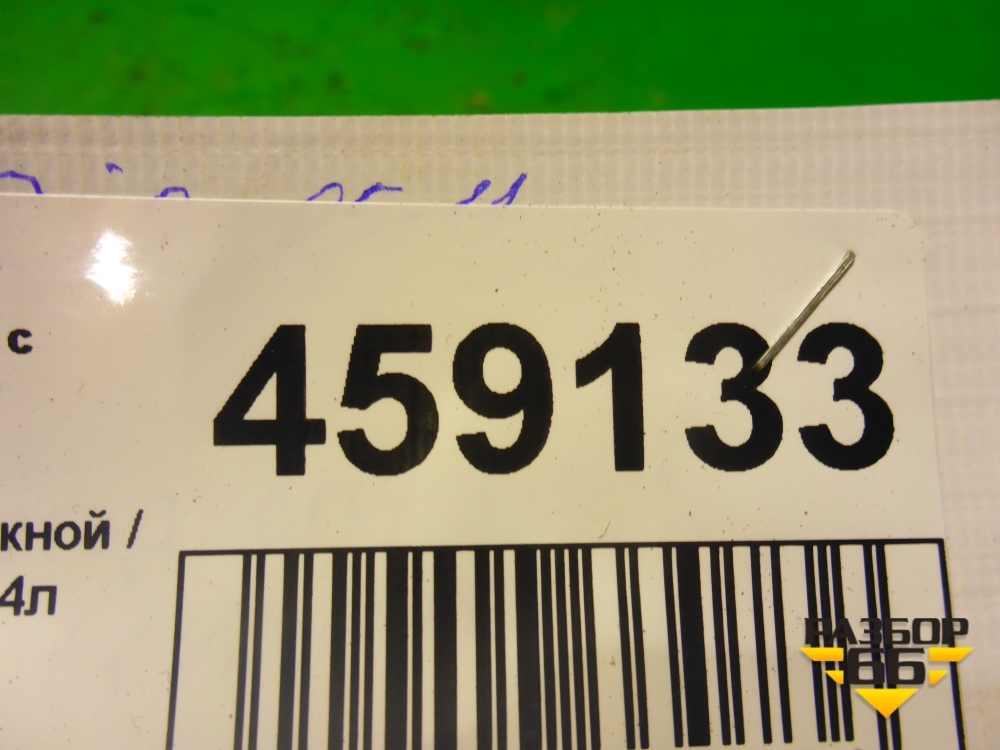 с
459133
кной /
4л
РАЗБОР
66